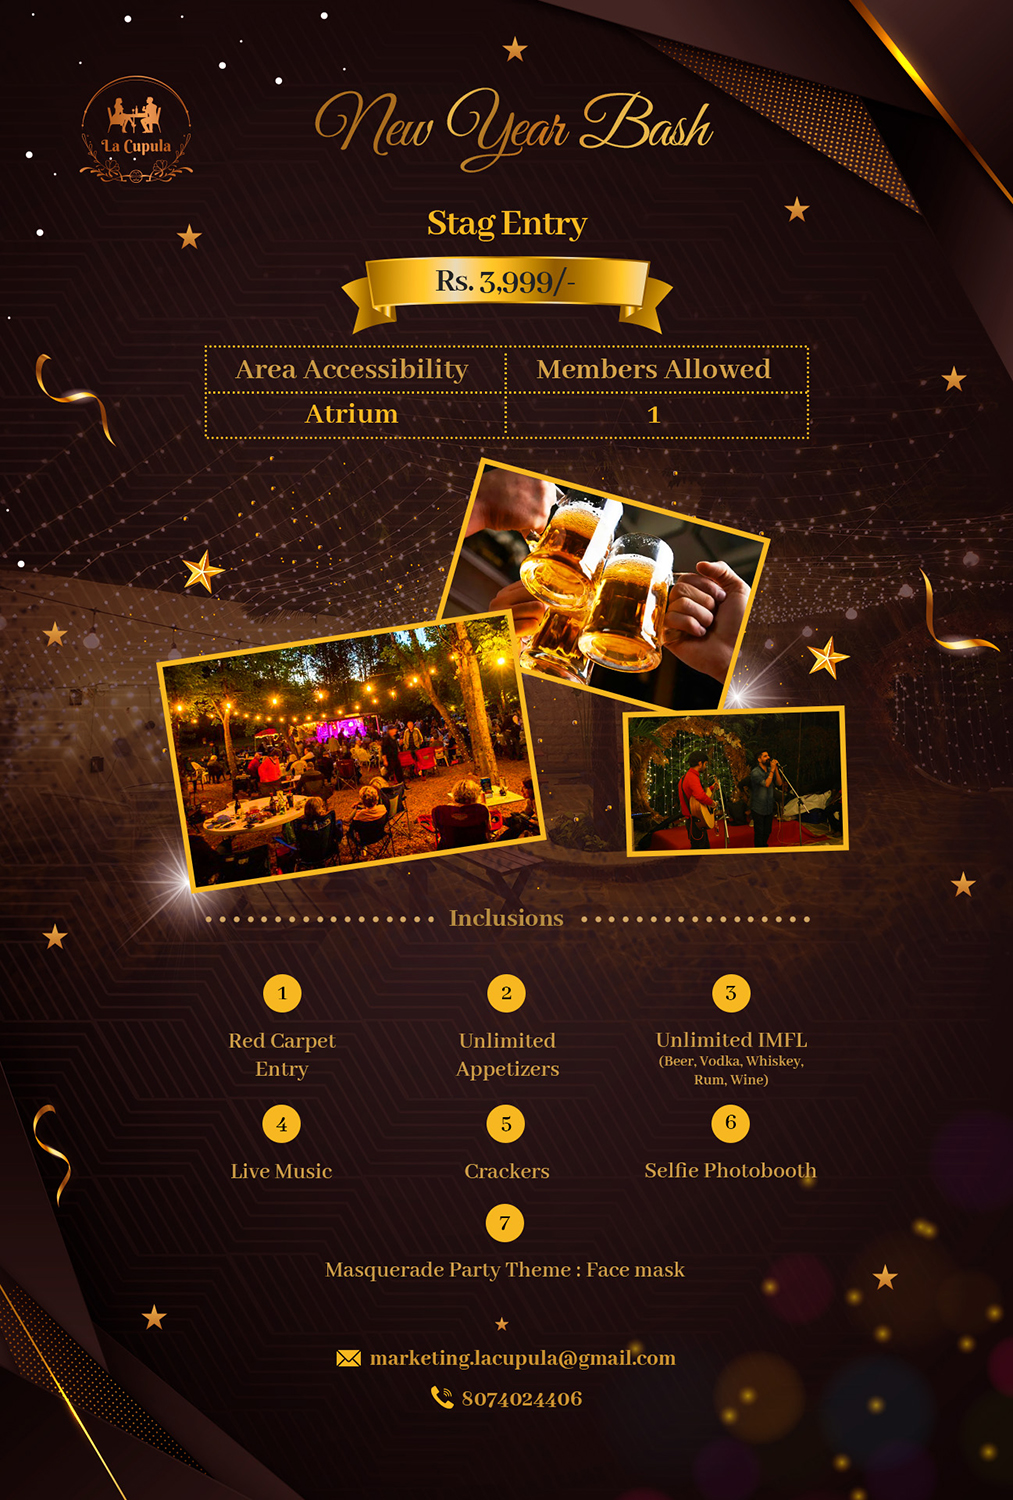 La Cupula
New Year Bash
Stag Entry
Rs. 3,999/-
Area Accessibility
Members Allowed
Atrium
1
Inclusions
1
2
3
Red Carpet
Entry
Unlimited
Appetizers
Unlimited IMFL
(Beer, Vodka, Whiskey,
Rum, Wine)
4
5
6
Live Music
Crackers
Selfie Photobooth
7
Masquerade Party Theme : Face mask
marketing.lacupula@gmail.com
8074024406